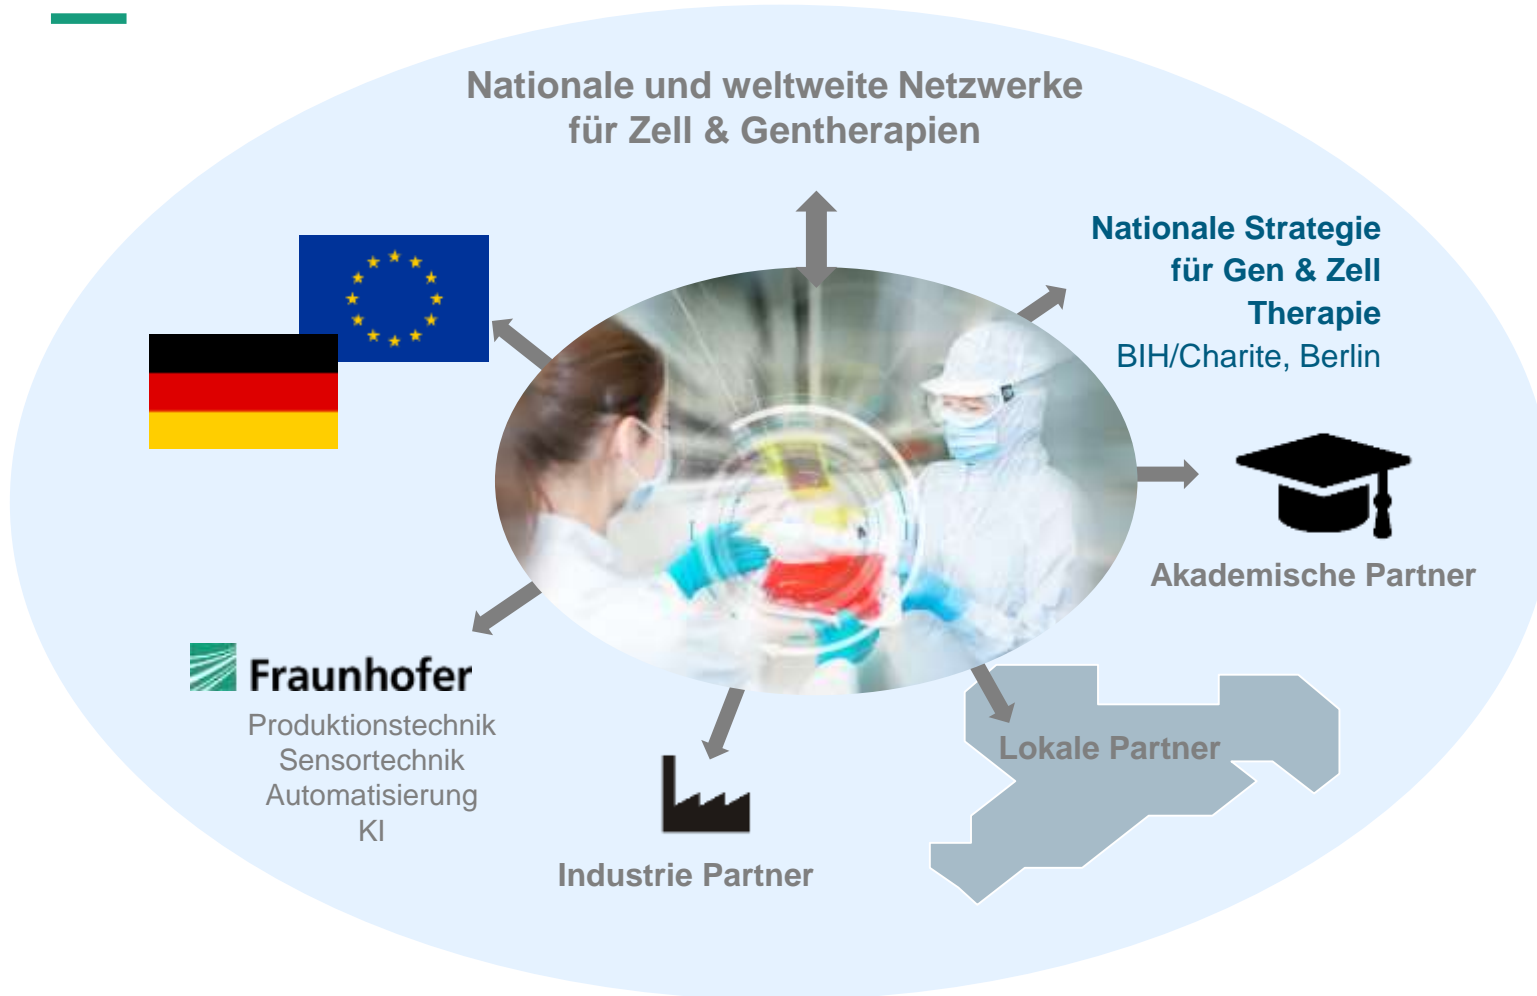 Nationale und weltweite Netzwerke
für Zell & Gentherapien
Nationale Strategie
für Gen & Zell
Therapie
BIH/Charite, Berlin
Akademische Partner
Fraunhofer
Produktionstechnik
Sensortechnik
Automatisierung
KI
Lokale Partner
Industrie Partner